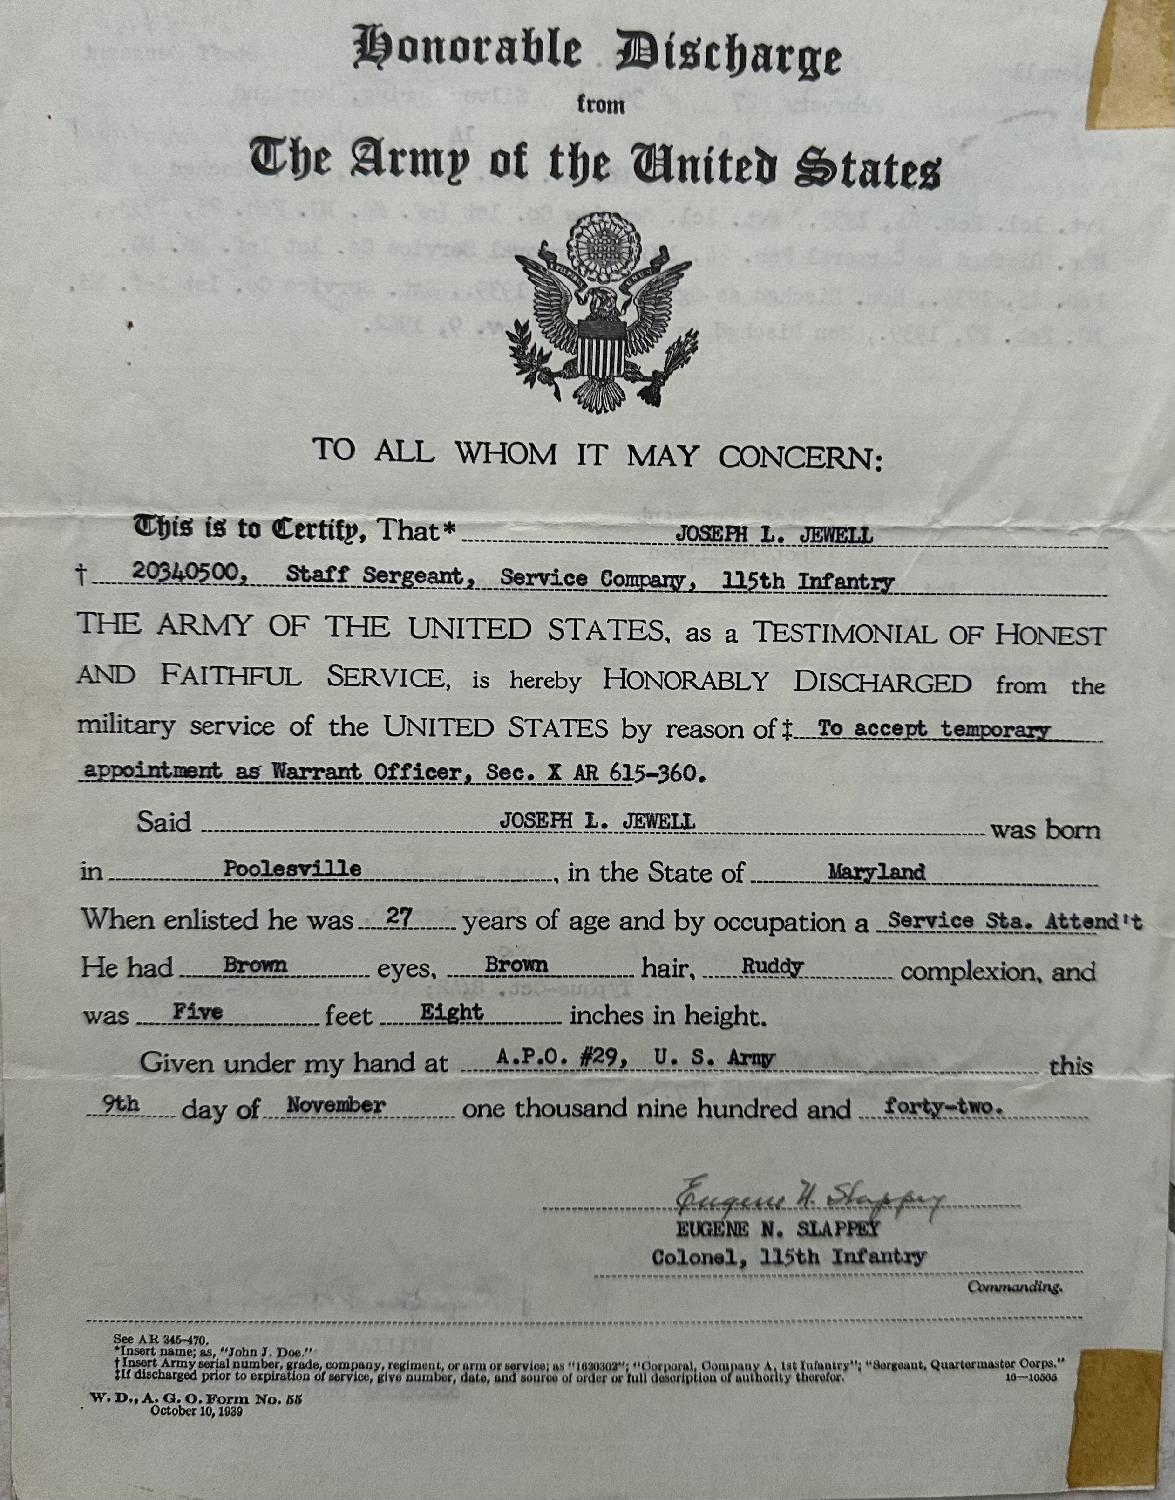 Honorable Discharge
from
The Army of the United States
TO ALL WHOM IT MAY CONCERN:
This is to Certify, That* JOSEPH L. JEWELL
† 20340500, Staff Sergeant, Service Company, 115th Infantry
THE ARMY OF THE UNITED STATES, as a TESTIMONIAL OF HONEST
AND FAITHFUL SERVICE, is hereby HONORABLY DISCHARGED from the
military service of the UNITED STATES by reason of ‡ To accept temporary
appointment as Warrant Officer, Sec. X AR 615-360.
Said JOSEPH L. JEWELL was born
in Poolesville, in the State of Maryland
When enlisted he was 27 years of age and by occupation a Service Sta. Attend't
He had Brown eyes, Brown hair, Ruddy complexion, and
was Five feet Eight inches in height.
Given under my hand at A.P.O. #29, U. S. Army this
9th day of November one thousand nine hundred and forty-two.
Eugene N. Slappey
EUGENE N. SLAPPEY
Colonel, 115th Infantry
Commanding.
See AR 345-470.
*Insert name; as, "John J. Doe."
†Insert Army serial number, grade, company, regiment, or arm or service; as "1620302"; "Corporal, Company A, 1st Infantry"; "Sergeant, Quartermaster Corps."
‡If discharged prior to expiration of service, give number, date, and source of order or full description of authority therefor. 16—10505
W. D., A. G. O. Form No. 55
October 10, 1939